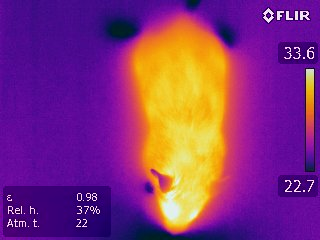 FLIR
33.6
22.7
ε 0.98
Rel. h. 37%
Atm. t. 22